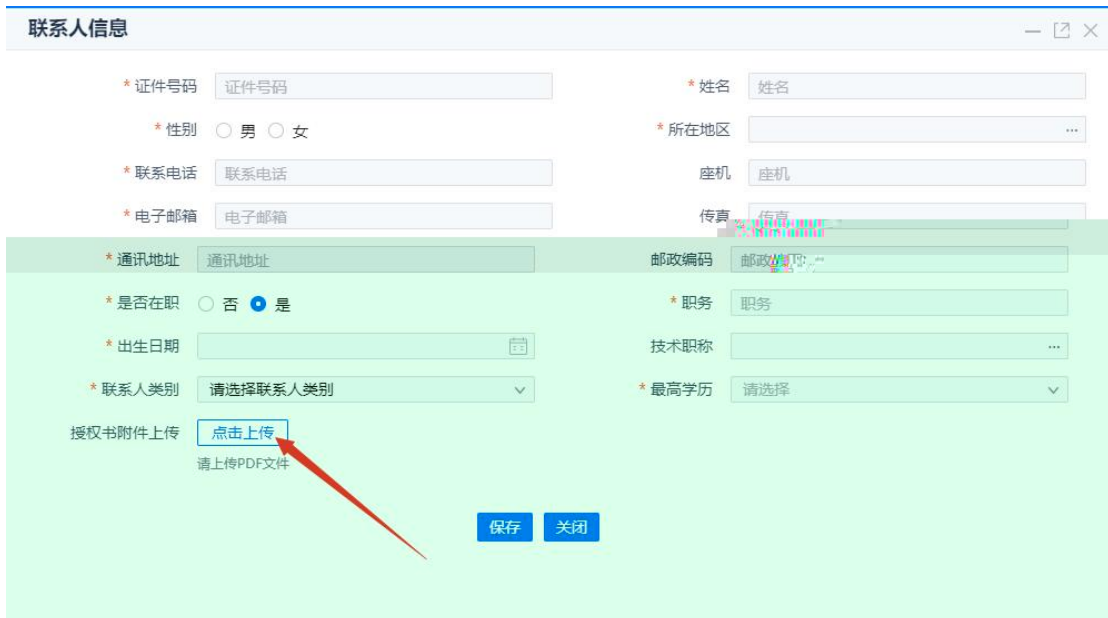 联系人信息
* 证件号码 证件号码 * 姓名 姓名
* 性别 男 女 * 所在地区 ...
* 联系电话 联系电话 座机 座机
* 电子邮箱 电子邮箱 传真 传真
* 通讯地址 通讯地址 邮政编码 邮政
* 是否在职 否 是 * 职务 职务
* 出生日期 技术职称 ...
* 联系人类别 请选择联系人类别 * 最高学历 请选择
授权书附件上传 点击上传
请上传PDF文件
保存 关闭